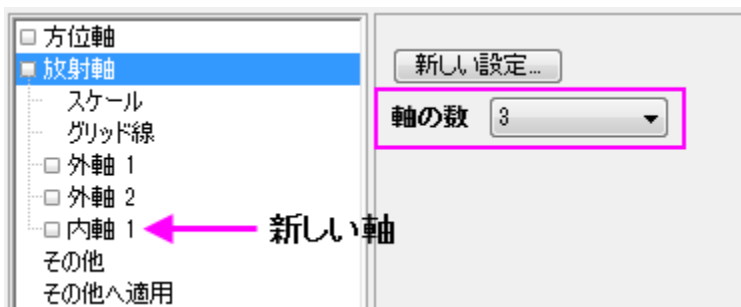 方位軸
放射軸
スケール
グリッド線
外軸 1
外軸 2
内軸 1
その他
その他へ適用
新しい設定...
軸の数 3
新しい軸